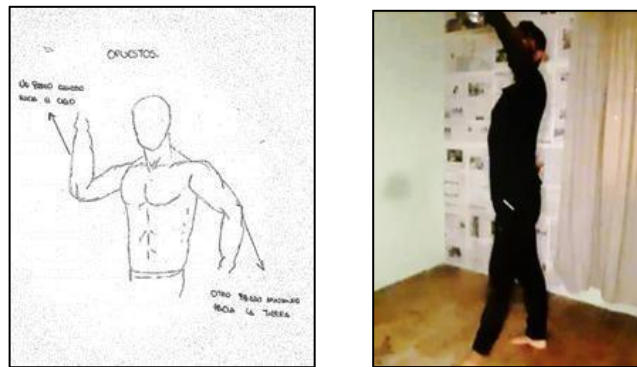 OPUESTOS.
UN BRAZO
HACIA EL CIELO
OTRO BRAZO
HACIA LA TIERRA